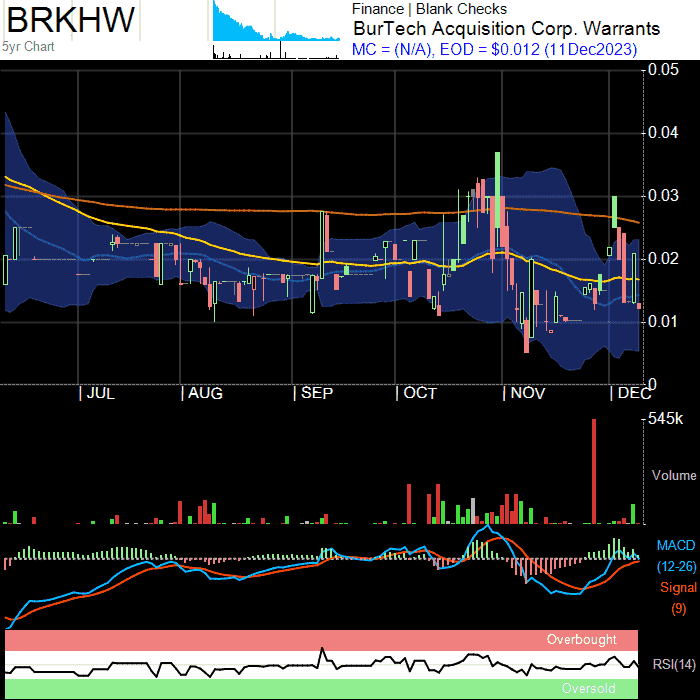 BRKHW
5yr Chart
Finance | Blank Checks
BurTech Acquisition Corp. Warrants
MC = (N/A), EOD = $0.012 (11Dec2023)
0.05
0.04
0.03
0.02
0.01
0
| JUL | AUG | SEP | OCT | NOV | DEC
545k
Volume
MACD
(12-26)
Signal
(9)
Overbought
RSI(14)
Oversold